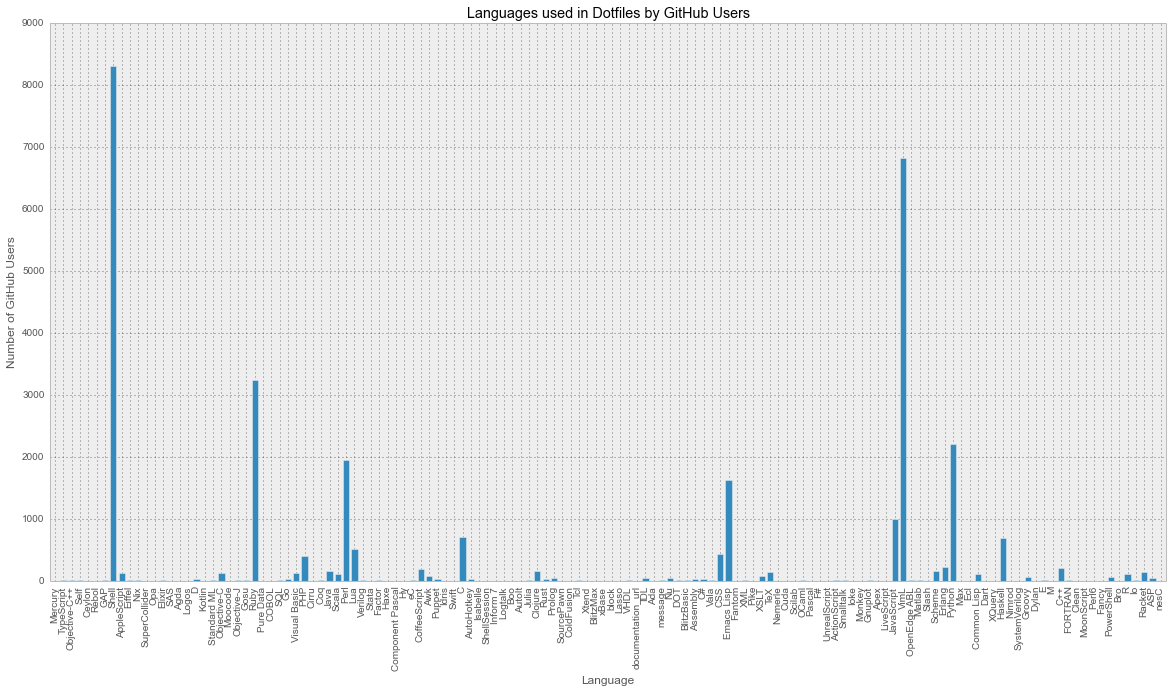 Languages used in Dotfiles by GitHub Users
9000
8000
7000
6000
5000
4000
3000
2000
1000
0
Number of GitHub Users
Mercury
TypeScript
Objective-C++
Self
Ceylon
Rebol
GAP
Shell
AppleScript
Eiffel
Nix
SuperCollider
Opa
Elixir
SAS
Agda
Logos
D
Kotlin
Standard ML
Objective-C
Monocode
Objective-J
Gosu
Ruby
Pure Data
COBOL
SQL
Go
Visual Basic
PHP
Cirru
Coq
Java
Scala
Perl
Lua
Verilog
Stata
Factor
Haxe
Component Pascal
Hy
eC
CoffeeScript
Awk
Puppet
Idris
Swift
C
AutoHotkey
Isabelle
ShellSession
Inform 7
Logtalk
Boo
AutoIt
Julia
Clojure
Rust
Prolog
SourcePawn
ColdFusion
Tcl
Xtend
BlitzMax
xBase
block
Lasso
VHDL
documentation_url
Elm
Ada
message
Nu
DOT
BlitzBasic
Assembly
C#
Vala
CSS
Emacs Lisp
Fantom
XML
Pike
XSLT
TeX
Nemerle
Cuda
Scilab
OCaml
Pascal
F#
UnrealScript
ActionScript
Smalltalk
Ioke
Monkey
Gnuplot
Apex
LiveScript
JavaScript
VimL
OpenEdge ABL
Matlab
Slash
Scheme
Erlang
Python
Max
Ecl
Common Lisp
Dart
XQuery
Haskell
Nimrod
SystemVerilog
Groovy
Dylan
E
M
C++
FORTRAN
Clean
MoonScript
Perl6
Fancy
PowerShell
Bro
R
Io
Racket
ASP
nesC
Language